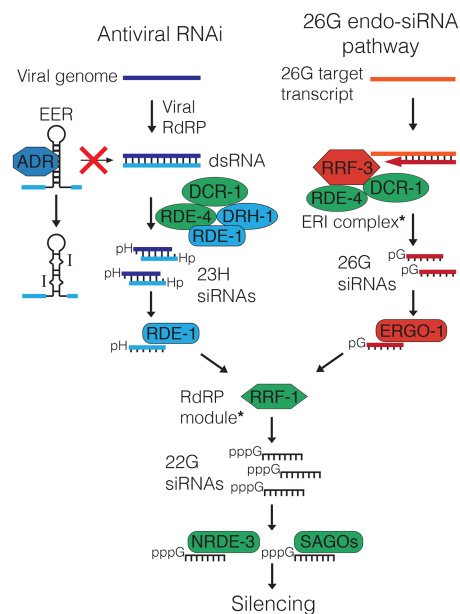 Antiviral RNAi
26G endo-siRNA
pathway
Viral genome
26G target
transcript
EER
Viral
RdRP
ADR
dsRNA
RRF-3
DCR-1
RDE-4
DCR-1
RDE-4
DRH-1
RDE-1
ERI complex*
pH
Hp
pH
Hp
23H
siRNAs
I
I
26G
siRNAs
pG
pG
RDE-1
pH
ERGO-1
pG
RdRP
module*
RRF-1
22G
siRNAs
pppG
pppG
pppG
NRDE-3
pppG
SAGOs
pppG
Silencing